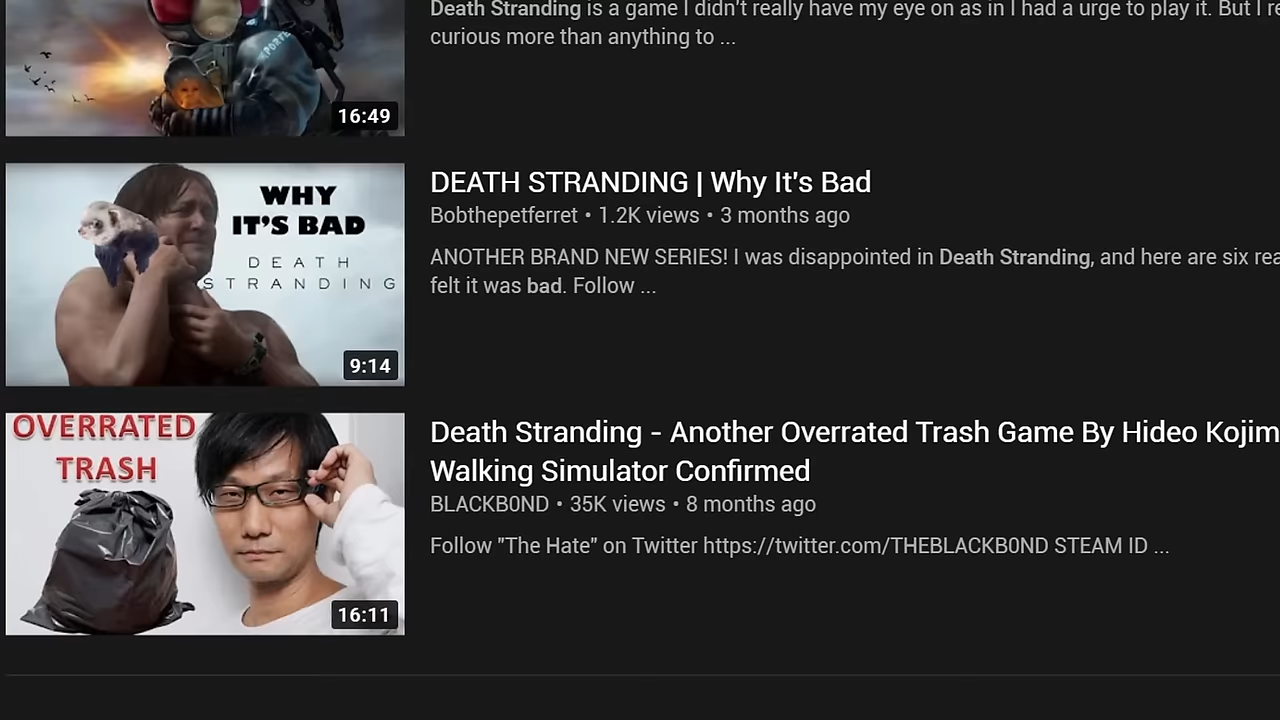 Death Stranding is a game I didn't really have my eye on as in I had a urge to play it. But I re
curious more than anything to ...
16:49
WHY
IT'S BAD
DEATH
STRANDING
9:14
DEATH STRANDING | Why It's Bad
Bobthepetferret • 1.2K views • 3 months ago
ANOTHER BRAND NEW SERIES! I was disappointed in Death Stranding, and here are six rea
felt it was bad. Follow ...
OVERRATED
TRASH
16:11
Death Stranding - Another Overrated Trash Game By Hideo Kojim
Walking Simulator Confirmed
BLACKB0ND • 35K views • 8 months ago
Follow "The Hate" on Twitter https://twitter.com/THEBLACKB0ND STEAM ID ...